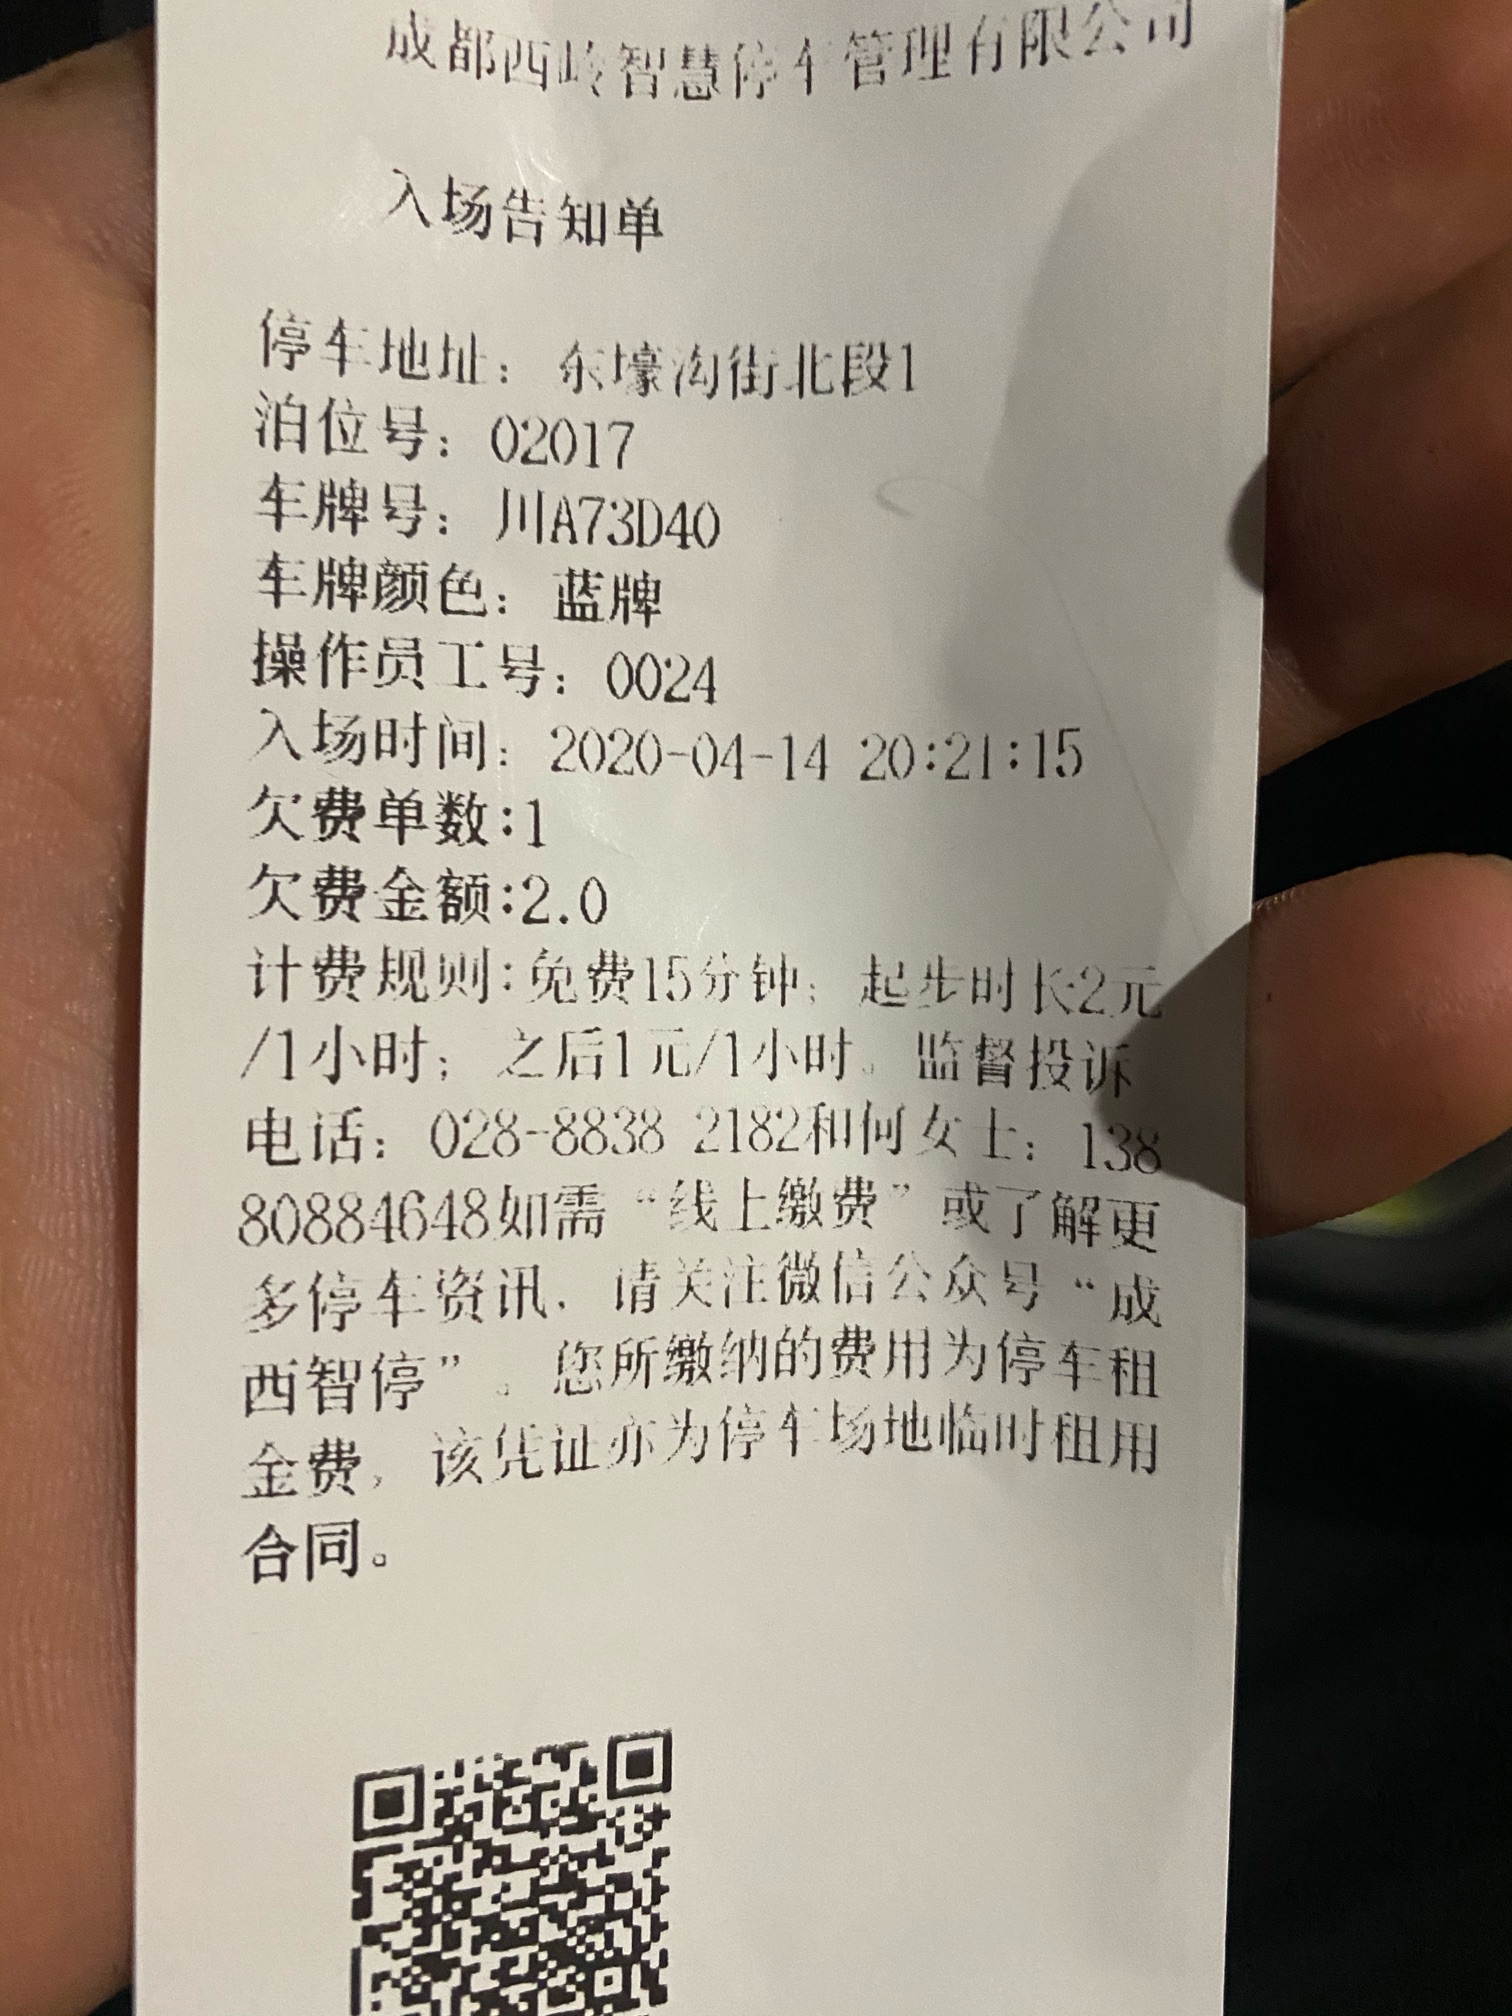 成都西岭智慧停车管理有限公司
入场告知单
停车地址：东壕沟街北段1
泊位号：02017
车牌号：川A73D40
车牌颜色：蓝牌
操作员工号：0024
入场时间：2020-04-14 20:21:15
欠费单数:1
欠费金额:2.0
计费规则:免费15分钟；起步时长2元
/1小时；之后1元/1小时。监督投诉
电话：028-8838 2182和何女士：138
80884648如需“线上缴费”或了解更
多停车资讯，请关注微信公众号“成
西智停”。您所缴纳的费用为停车租
金费，该凭证亦为停车场地临时租用
合同。